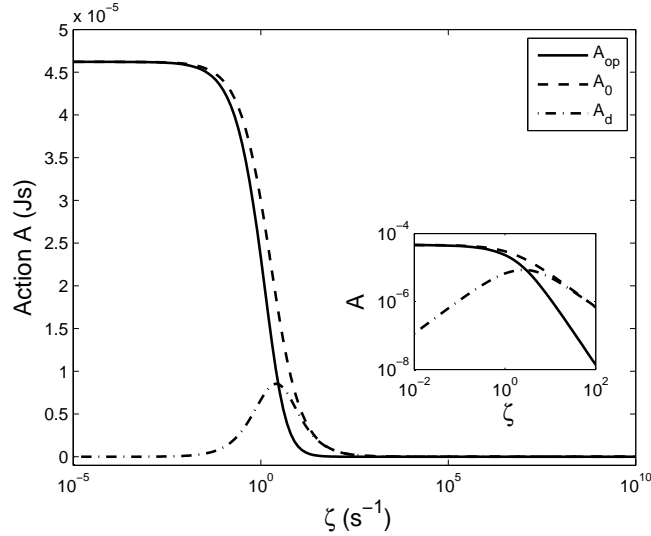 x 10⁻⁵
5
4.5
4
3.5
3
2.5
2
1.5
1
0.5
0
Action A (Js)
10⁻⁵
10⁰
10⁵
10¹⁰
ζ (s⁻¹)
A_op
A_0
A_d
10⁻⁴
10⁻⁶
10⁻⁸
A
10⁻²
10⁰
10²
ζ